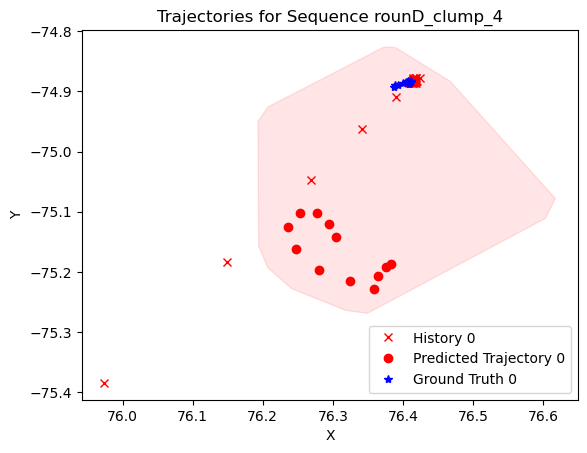 Trajectories for Sequence rounD_clump_4
−74.8
−74.9
−75.0
−75.1
−75.2
−75.3
−75.4
Y
76.0 76.1 76.2 76.3 76.4 76.5 76.6
X
History 0
Predicted Trajectory 0
Ground Truth 0